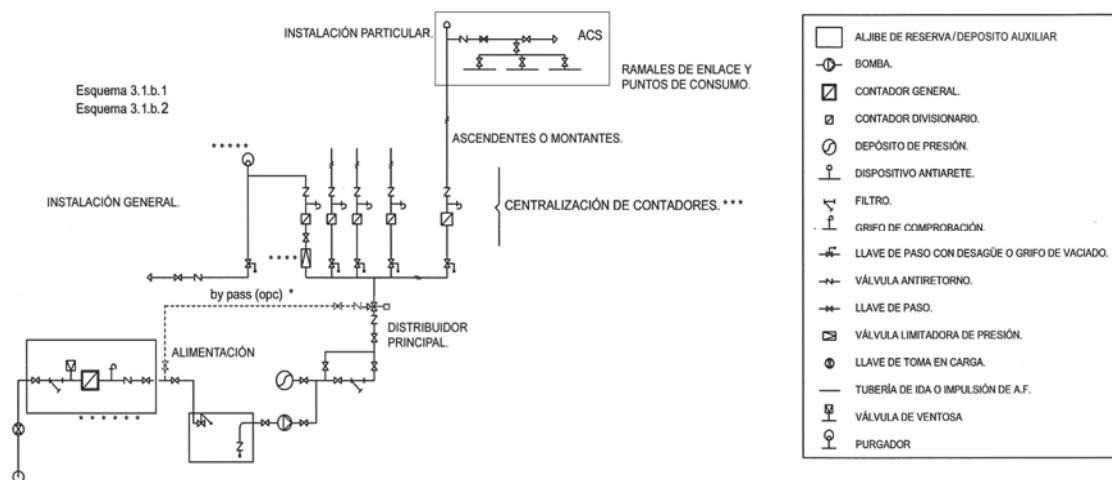 INSTALACIÓN PARTICULAR.
ACS
RAMALES DE ENLACE Y
PUNTOS DE CONSUMO.
Esquema 3.1.b.1
Esquema 3.1.b.2
ASCENDENTES O MONTANTES.
*****
INSTALACIÓN GENERAL.
CENTRALIZACIÓN DE CONTADORES. ***
****
by pass (opc) *
DISTRIBUIDOR
PRINCIPAL.
ALIMENTACIÓN
******
ALJIBE DE RESERVA/DEPOSITO AUXILIAR
BOMBA.
CONTADOR GENERAL.
CONTADOR DIVISIONARIO.
DEPÓSITO DE PRESIÓN.
DISPOSITIVO ANTIARETE.
FILTRO.
GRIFO DE COMPROBACIÓN.
LLAVE DE PASO CON DESAGÜE O GRIFO DE VACIADO.
VÁLVULA ANTIRETORNO.
LLAVE DE PASO.
VÁLVULA LIMITADORA DE PRESIÓN.
LLAVE DE TOMA EN CARGA.
TUBERÍA DE IDA O IMPULSIÓN DE A.F.
VÁLVULA DE VENTOSA
PURGADOR